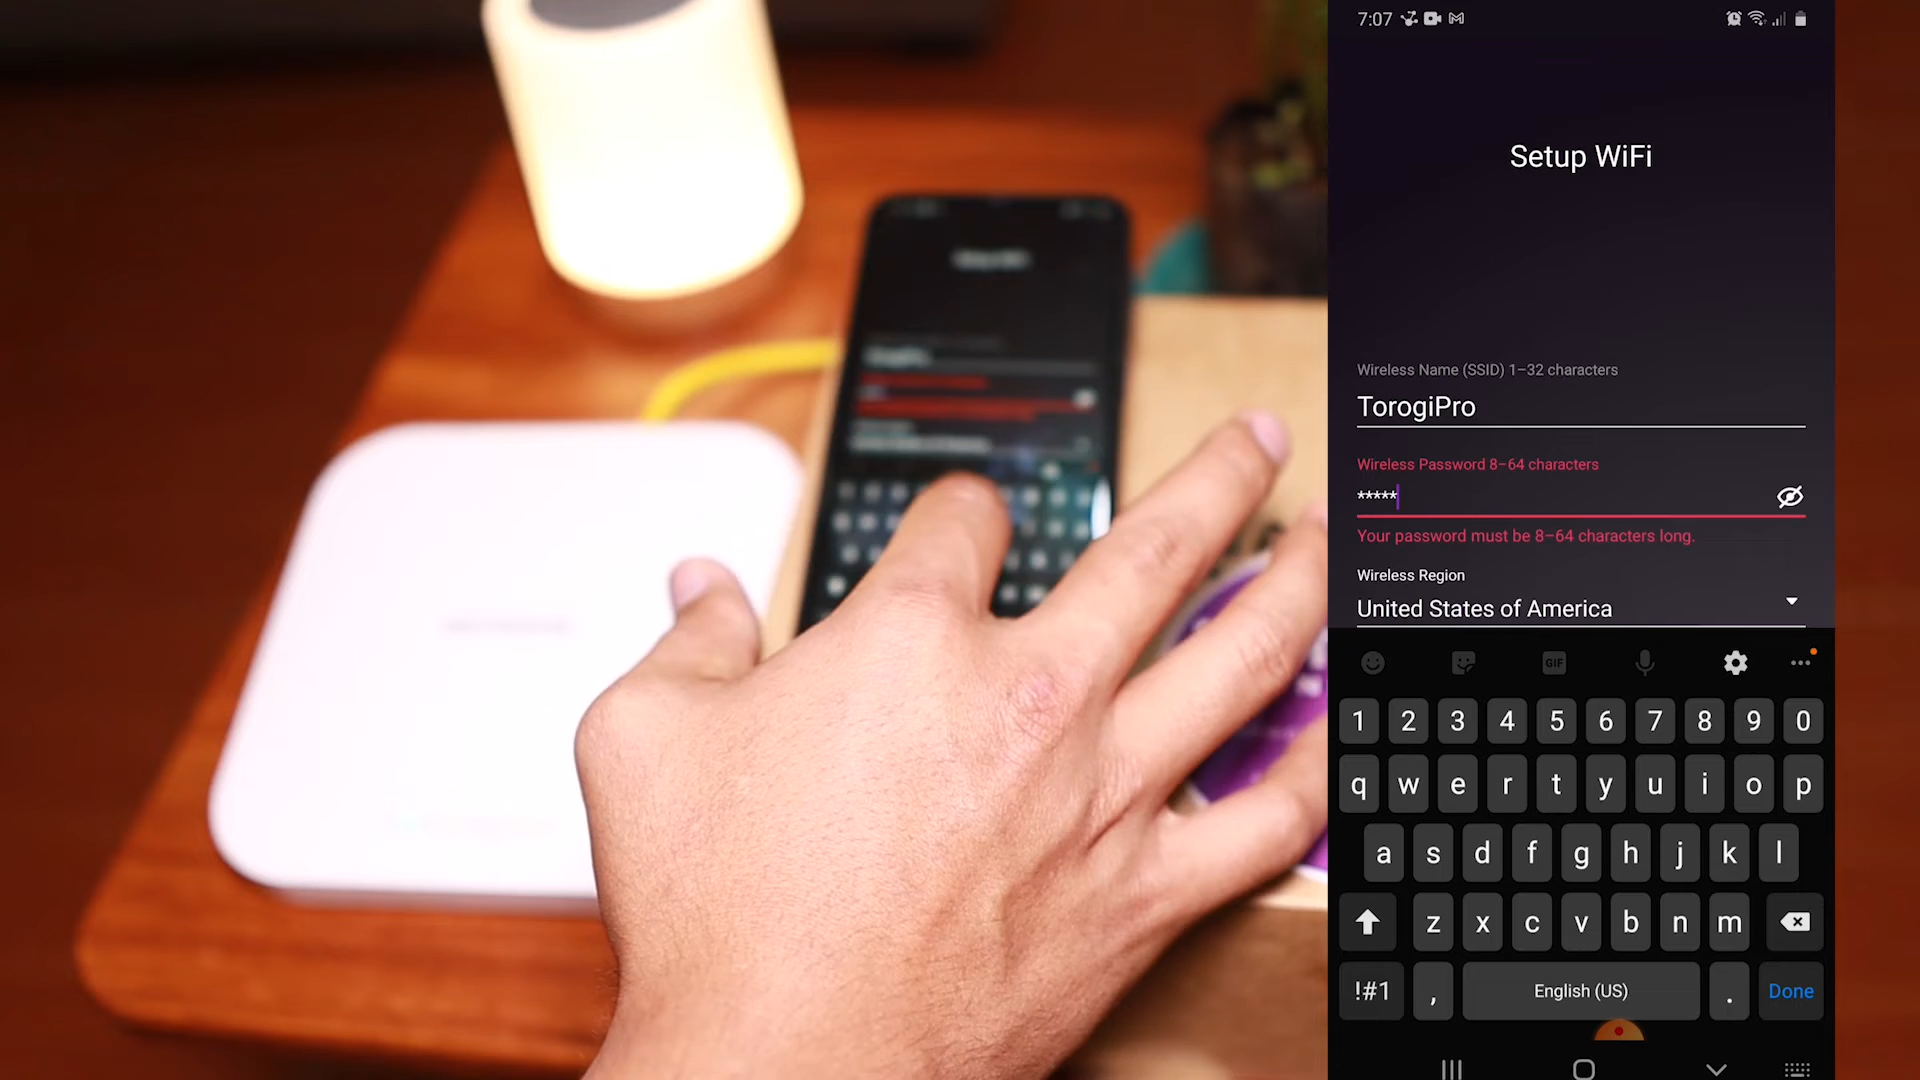 7:07
Setup WiFi
Wireless Name (SSID) 1–32 characters
TorogiPro
Wireless Password 8–64 characters
*****
Your password must be 8–64 characters long.
Wireless Region
United States of America
GIF
1 2 3 4 5 6 7 8 9 0
q w e r t y u i o p
a s d f g h j k l
z x c v b n m
!#1 , English (US) . Done